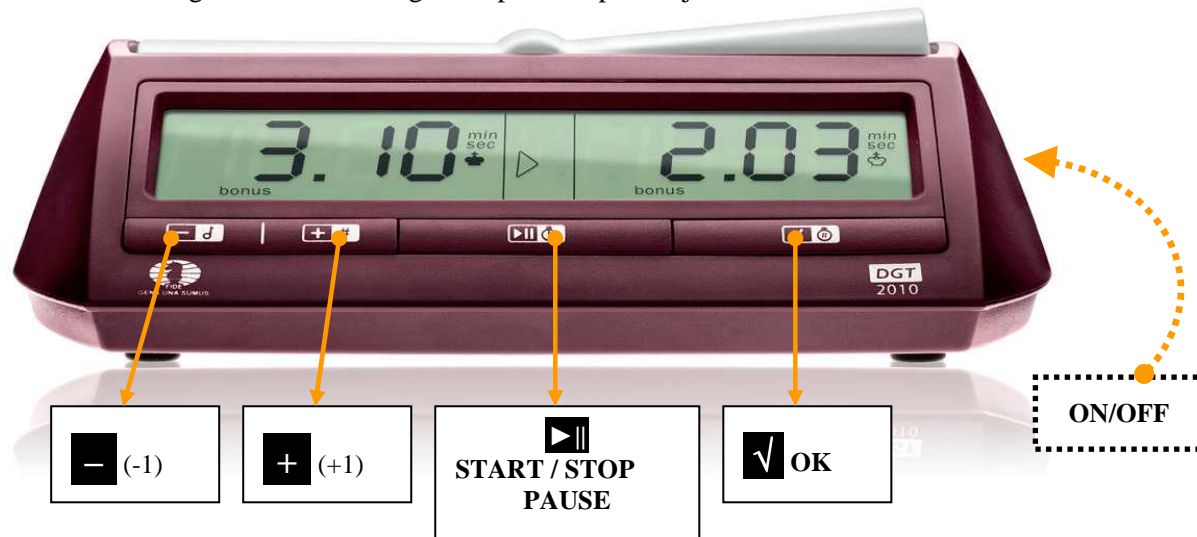 3.10 min sec bonus
2.03 min sec bonus
FIDE
GENS UNA SUMUS
DGT
2010
ON/OFF
− (-1)
+ (+1)
►||
START / STOP
PAUSE
√ OK